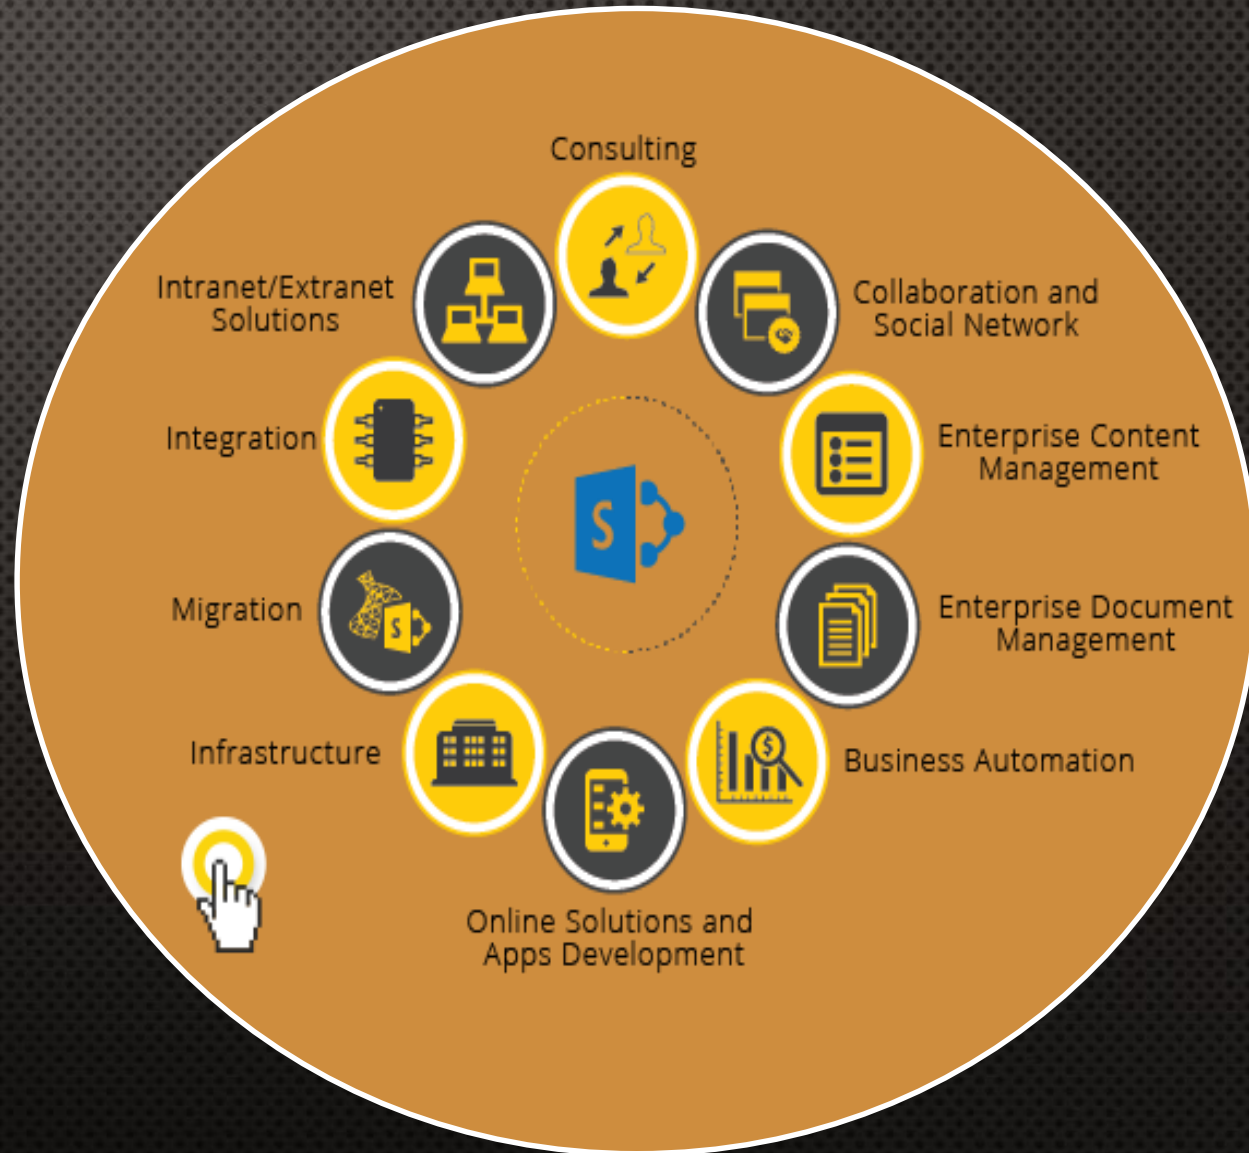 Consulting
Intranet/Extranet
Solutions
Collaboration and
Social Network
Integration
Enterprise Content
Management
S
Migration
S
Enterprise Document
Management
Infrastructure
$
Business Automation
Online Solutions and
Apps Development